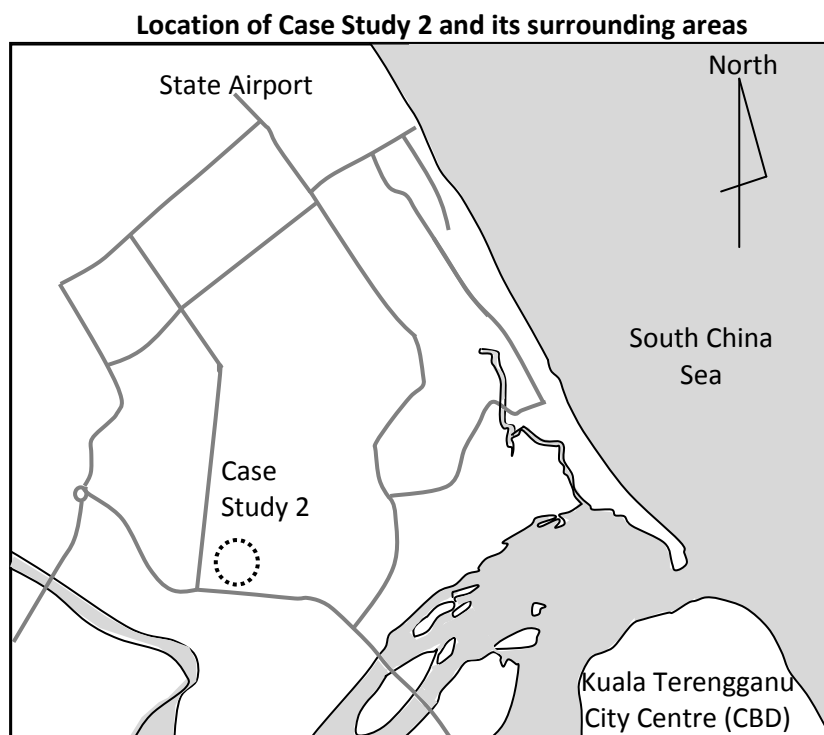 Location of Case Study 2 and its surrounding areas
State Airport
North
South China
Sea
Case
Study 2
Kuala Terengganu
City Centre (CBD)